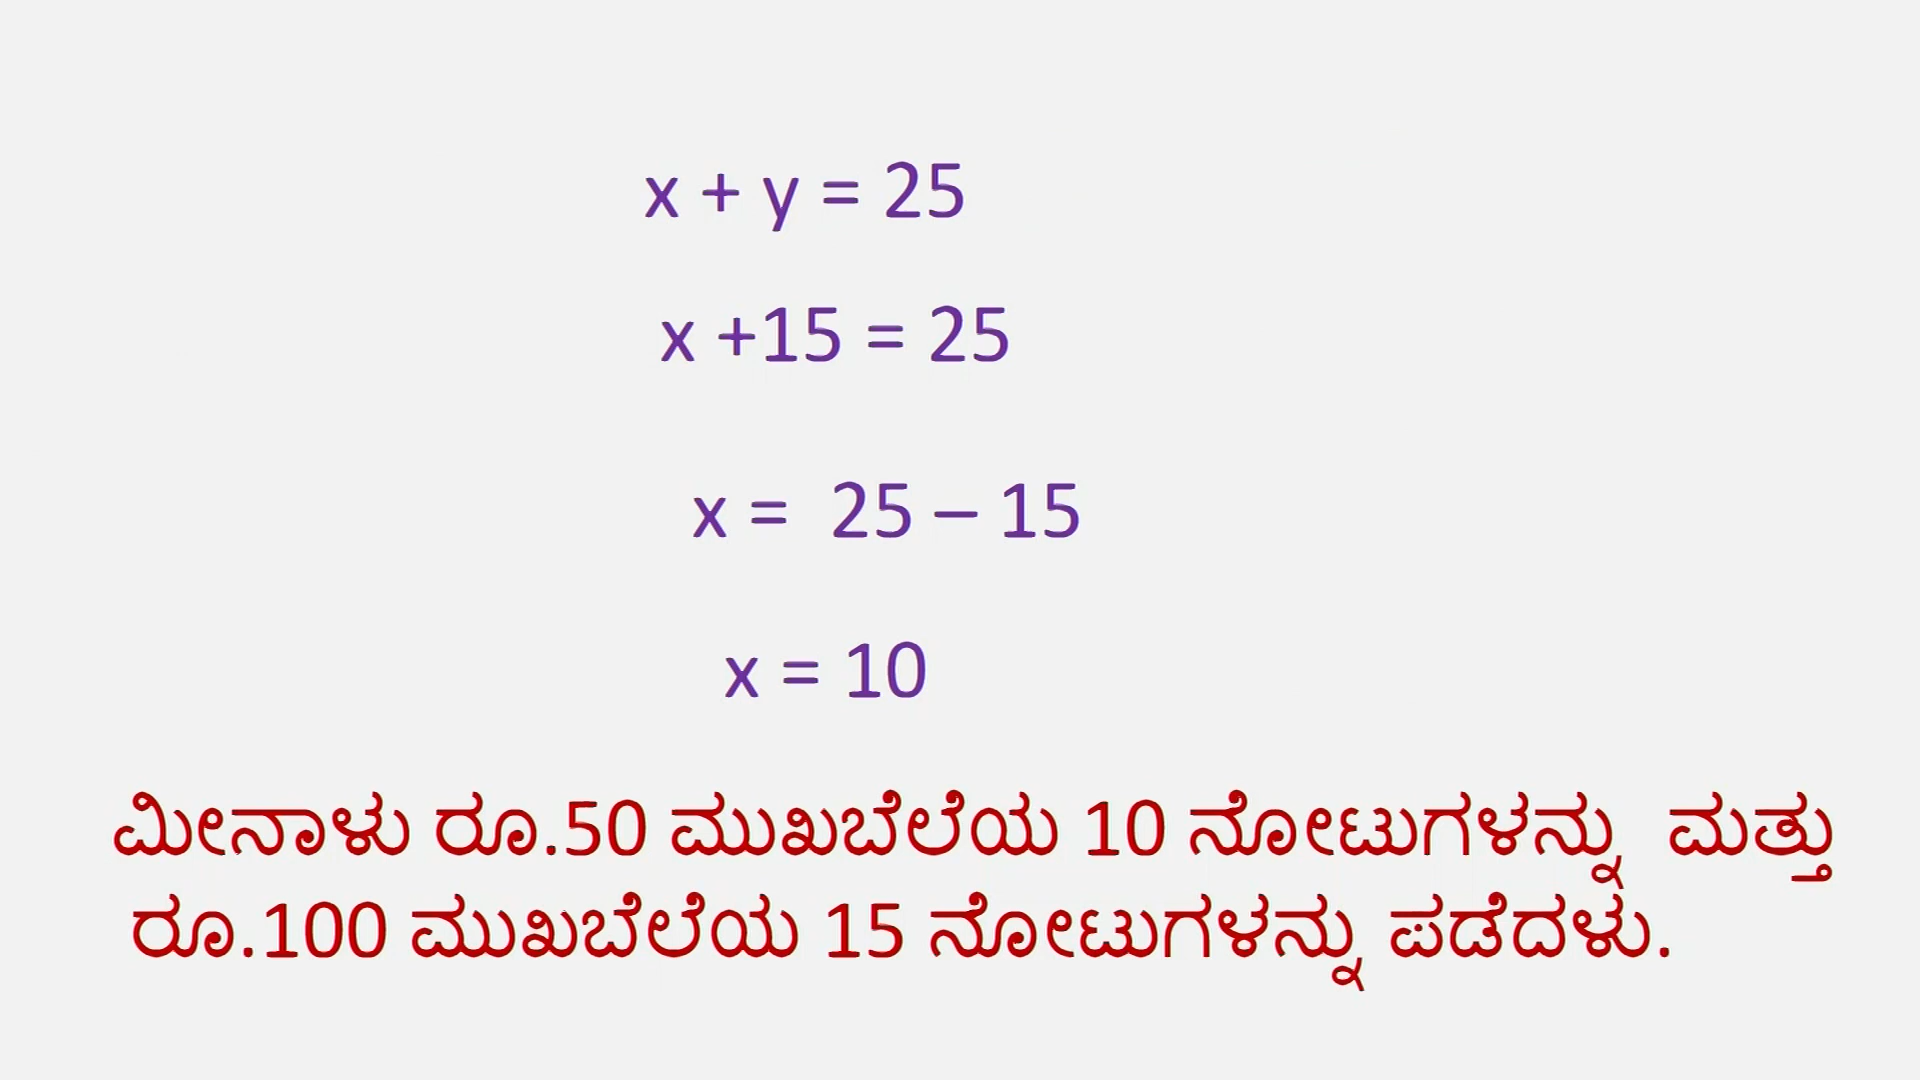 x + y = 25
x +15 = 25
x = 25 – 15
x = 10
ಮೀನಾಳು ರೂ.50 ಮುಖಬೆಲೆಯ 10 ನೋಟುಗಳನ್ನು ಮತ್ತು
ರೂ.100 ಮುಖಬೆಲೆಯ 15 ನೋಟುಗಳನ್ನು ಪಡೆದಳು.